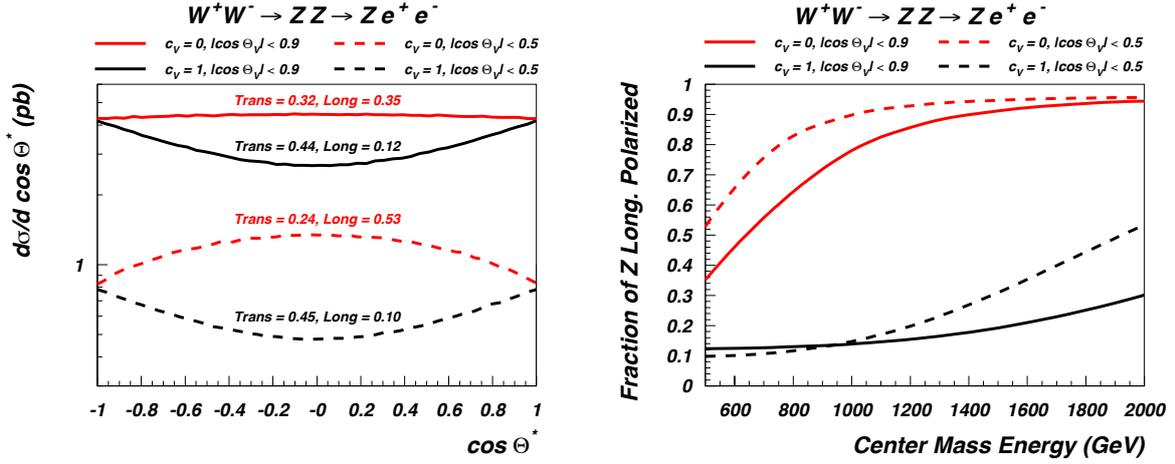 W⁺W⁻ → Z Z → Z e⁺ e⁻
c_V = 0, |cos Θ_V| < 0.9
c_V = 0, |cos Θ_V| < 0.5
c_V = 1, |cos Θ_V| < 0.9
c_V = 1, |cos Θ_V| < 0.5
dσ/d cos Θ* (pb)
Trans = 0.32, Long = 0.35
Trans = 0.44, Long = 0.12
Trans = 0.24, Long = 0.53
1
Trans = 0.45, Long = 0.10
-1 -0.8 -0.6 -0.4 -0.2 -0 0.2 0.4 0.6 0.8 1
cos Θ*
W⁺W⁻ → Z Z → Z e⁺ e⁻
c_V = 0, |cos Θ_V| < 0.9
c_V = 0, |cos Θ_V| < 0.5
c_V = 1, |cos Θ_V| < 0.9
c_V = 1, |cos Θ_V| < 0.5
Fraction of Z Long. Polarized
1
0.9
0.8
0.7
0.6
0.5
0.4
0.3
0.2
0.1
0
600 800 1000 1200 1400 1600 1800 2000
Center Mass Energy (GeV)